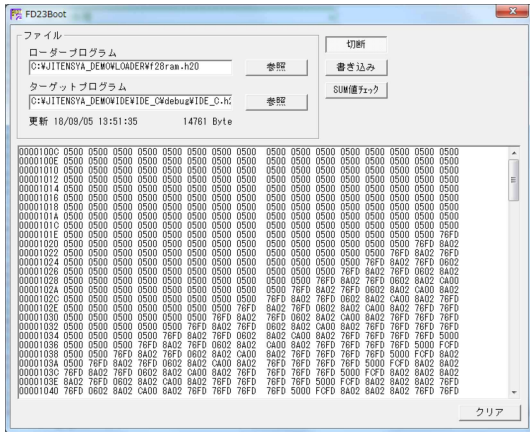 FD23Boot
ファイル
ローダープログラム
C:¥JITENSYA_DEMO¥LOADER¥f28ram.h20
参照
ターゲットプログラム
C:¥JITENSYA_DEMO¥IDE¥IDE_C¥debug¥IDE_C.h2
参照
更新 18/09/05 13:51:35 14761 Byte
切断
書き込み
SUM値チェック
0000100C 0500 0500 0500 0500 0500 0500 0500 0500 0500 0500 0500 0500 0500 0500 0500 0500
0000100E 0500 0500 0500 0500 0500 0500 0500 0500 0500 0500 0500 0500 0500 0500 0500 0500
00001010 0500 0500 0500 0500 0500 0500 0500 0500 0500 0500 0500 0500 0500 0500 0500 0500
00001012 0500 0500 0500 0500 0500 0500 0500 0500 0500 0500 0500 0500 0500 0500 0500 0500
00001014 0500 0500 0500 0500 0500 0500 0500 0500 0500 0500 0500 0500 0500 0500 0500 0500
00001016 0500 0500 0500 0500 0500 0500 0500 0500 0500 0500 0500 0500 0500 0500 0500 0500
00001018 0500 0500 0500 0500 0500 0500 0500 0500 0500 0500 0500 0500 0500 0500 0500 0500
0000101A 0500 0500 0500 0500 0500 0500 0500 0500 0500 0500 0500 0500 0500 0500 0500 0500
0000101C 0500 0500 0500 0500 0500 0500 0500 0500 0500 0500 0500 0500 0500 0500 0500 0500
0000101E 0500 0500 0500 0500 0500 0500 0500 0500 0500 0500 0500 0500 0500 0500 0500 76FD
00001020 0500 0500 0500 0500 0500 0500 0500 0500 0500 0500 0500 0500 0500 0500 76FD 8A02
00001022 0500 0500 0500 0500 0500 0500 0500 0500 0500 0500 0500 0500 0500 76FD 8A02 76FD
00001024 0500 0500 0500 0500 0500 0500 0500 0500 0500 0500 0500 0500 76FD 8A02 76FD 0602
00001026 0500 0500 0500 0500 0500 0500 0500 0500 0500 0500 0500 76FD 8A02 76FD 0602 8A02
00001028 0500 0500 0500 0500 0500 0500 0500 0500 0500 0500 76FD 8A02 76FD 0602 8A02 CA00
0000102A 0500 0500 0500 0500 0500 0500 0500 0500 0500 76FD 8A02 76FD 0602 8A02 CA00 8A02
0000102C 0500 0500 0500 0500 0500 0500 0500 0500 76FD 8A02 76FD 0602 8A02 CA00 8A02 76FD
0000102E 0500 0500 0500 0500 0500 0500 0500 76FD 8A02 76FD 0602 8A02 CA00 8A02 76FD 76FD
00001030 0500 0500 0500 0500 0500 0500 76FD 8A02 76FD 0602 8A02 CA00 8A02 76FD 76FD 76FD
00001032 0500 0500 0500 0500 0500 76FD 8A02 76FD 0602 8A02 CA00 8A02 76FD 76FD 76FD 76FD
00001034 0500 0500 0500 0500 76FD 8A02 76FD 0602 8A02 CA00 8A02 76FD 76FD 76FD 76FD 5000
00001036 0500 0500 0500 76FD 8A02 76FD 0602 8A02 CA00 8A02 76FD 76FD 76FD 76FD 5000 FCFD
00001038 0500 0500 76FD 8A02 76FD 0602 8A02 CA00 8A02 76FD 76FD 76FD 76FD 5000 FCFD 8A02
0000103A 0500 76FD 8A02 76FD 0602 8A02 CA00 8A02 76FD 76FD 76FD 76FD 5000 FCFD 8A02 8A02
0000103C 76FD 8A02 76FD 0602 8A02 CA00 8A02 76FD 76FD 76FD 76FD 5000 FCFD 8A02 8A02 8A02
0000103E 8A02 76FD 0602 8A02 CA00 8A02 76FD 76FD 76FD 76FD 5000 FCFD 8A02 8A02 8A02 8A02
00001040 76FD 0602 8A02 CA00 8A02 76FD 76FD 76FD 76FD 5000 FCFD 8A02 8A02 8A02 8A02 76FD
クリア